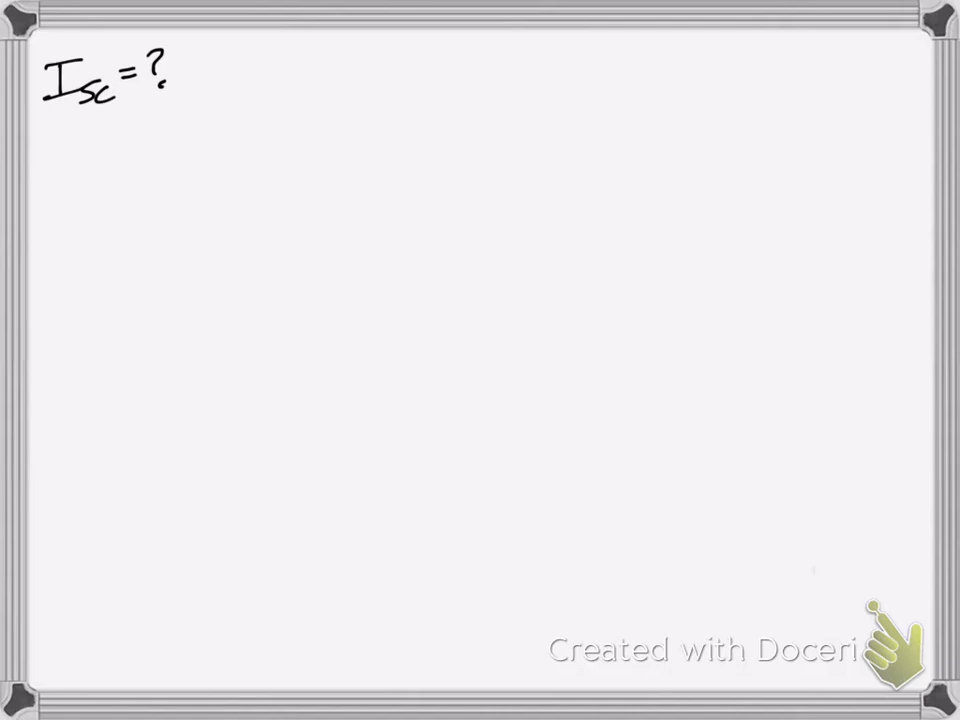 I_sc = ?
Created with Doceri